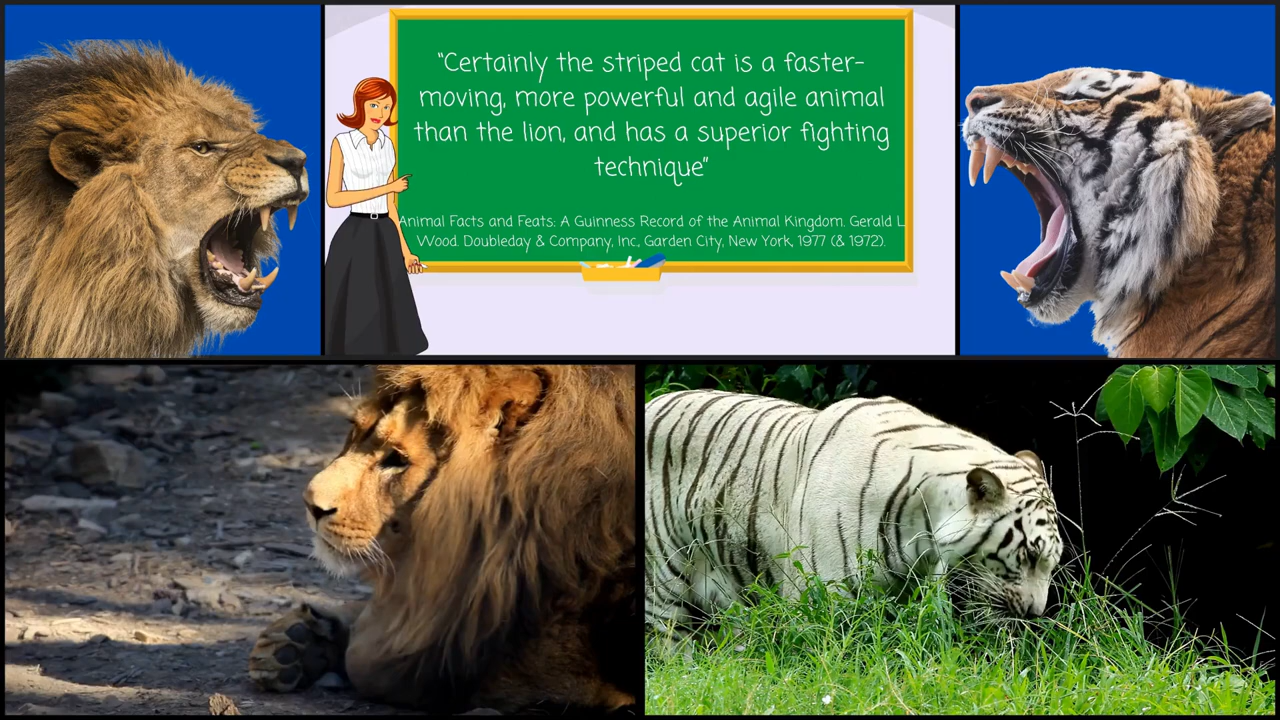 “Certainly the striped cat is a faster-
moving, more powerful and agile animal
than the lion, and has a superior fighting
technique”
Animal Facts and Feats: A Guinness Record of the Animal Kingdom. Gerald L.
Wood. Doubleday & Company, Inc, Garden City, New York, 1977 (& 1972).